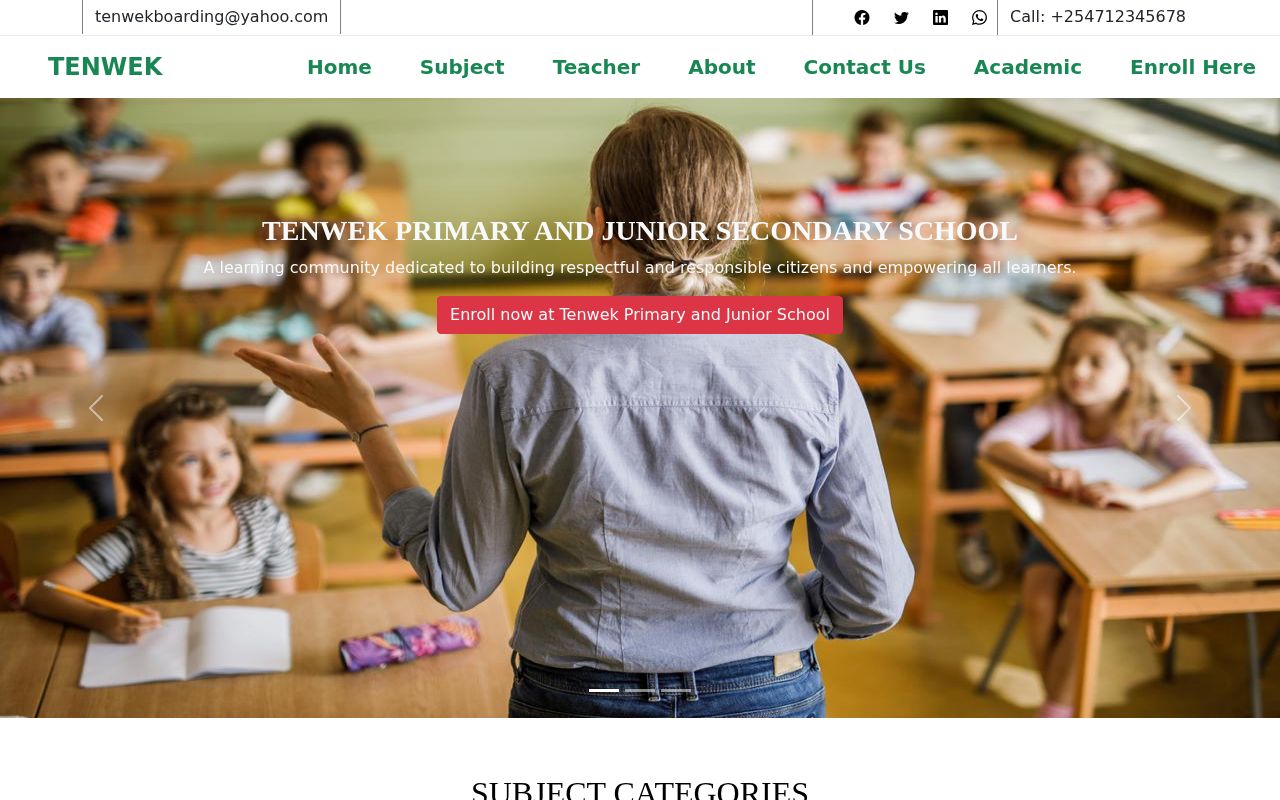 tenwekboarding@yahoo.com
Call: +254712345678
TENWEK
Home
Subject
Teacher
About
Contact Us
Academic
Enroll Here
TENWEK PRIMARY AND JUNIOR SECONDARY SCHOOL
A learning community dedicated to building respectful and responsible citizens and empowering all learners.
Enroll now at Tenwek Primary and Junior School
SUBJECT CATEGORIES